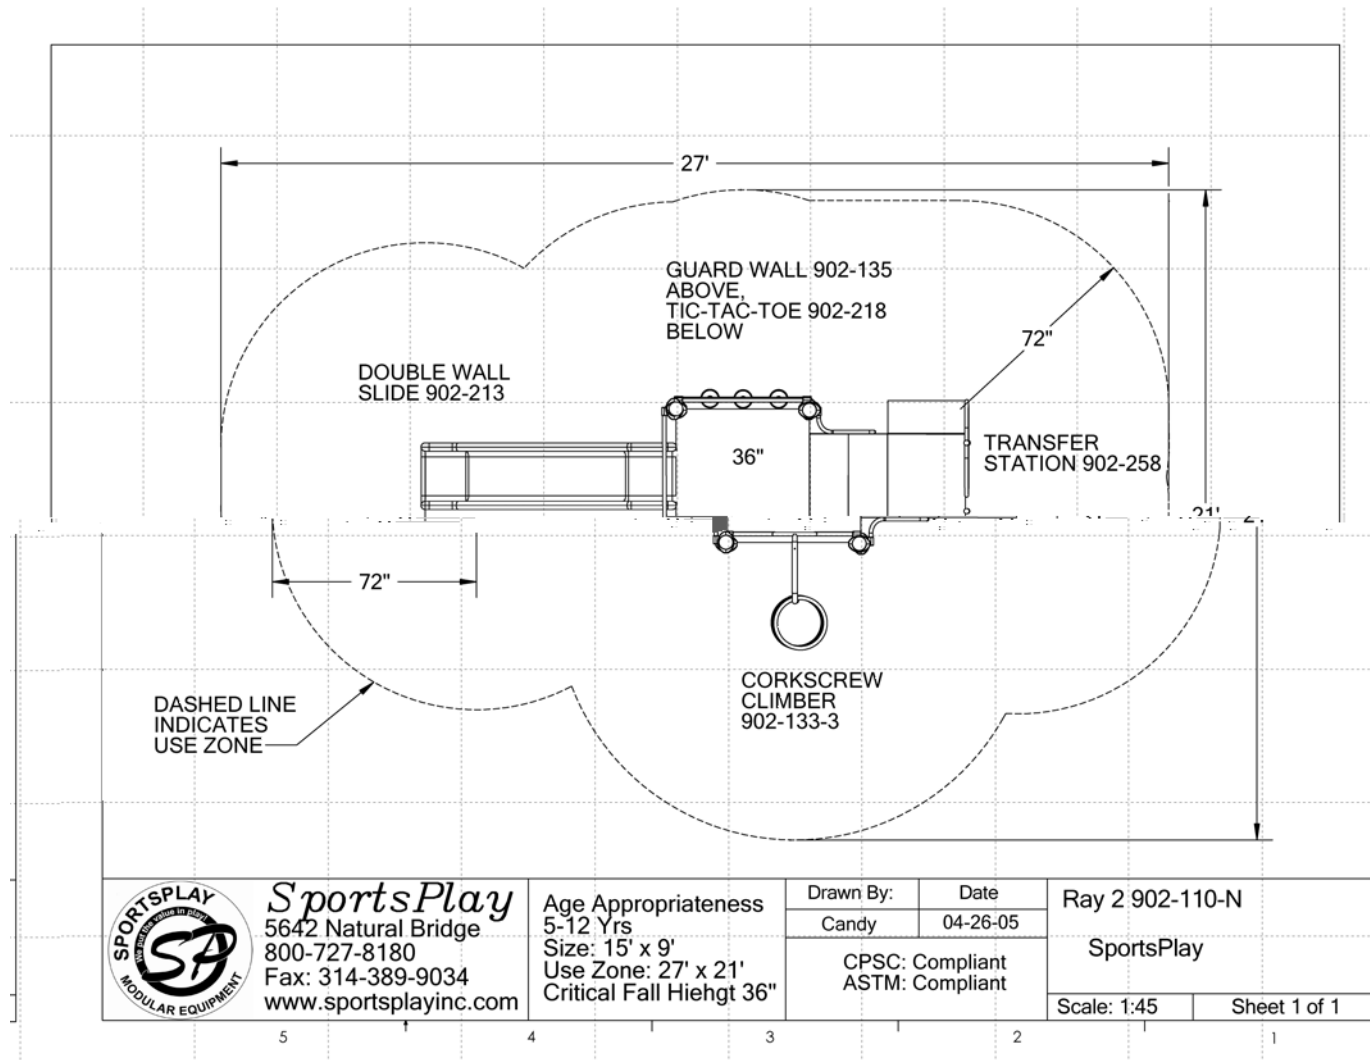 27'
GUARD WALL 902-135
ABOVE,
TIC-TAC-TOE 902-218
BELOW
72"
DOUBLE WALL
SLIDE 902-213
36"
TRANSFER
STATION 902-258
21'
72"
CORKSCREW
CLIMBER
902-133-3
DASHED LINE
INDICATES
USE ZONE
SPORTSPLAY
We put the value in play!
SP
MODULAR EQUIPMENT
SportsPlay
5642 Natural Bridge
800-727-8180
Fax: 314-389-9034
www.sportsplayinc.com
Age Appropriateness
5-12 Yrs
Size: 15' x 9'
Use Zone: 27' x 21'
Critical Fall Hiehgt 36"
Drawn By:
Date
Candy
04-26-05
CPSC: Compliant
ASTM: Compliant
Ray 2 902-110-N
SportsPlay
Scale: 1:45
Sheet 1 of 1
5
4
3
2
1